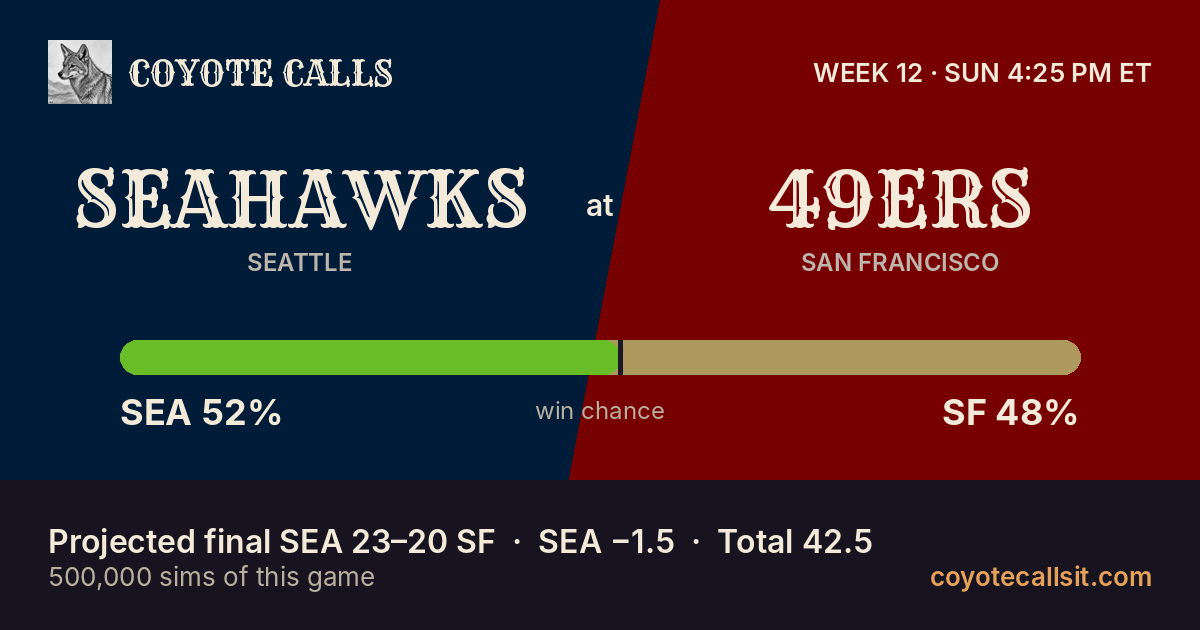 COYOTE CALLS
WEEK 12 · SUN 4:25 PM ET
SEAHAWKS
at
49ERS
SEATTLE
SAN FRANCISCO
SEA 52%
win chance
SF 48%
Projected final SEA 23–20 SF · SEA −1.5 · Total 42.5
500,000 sims of this game
coyotecallsit.com